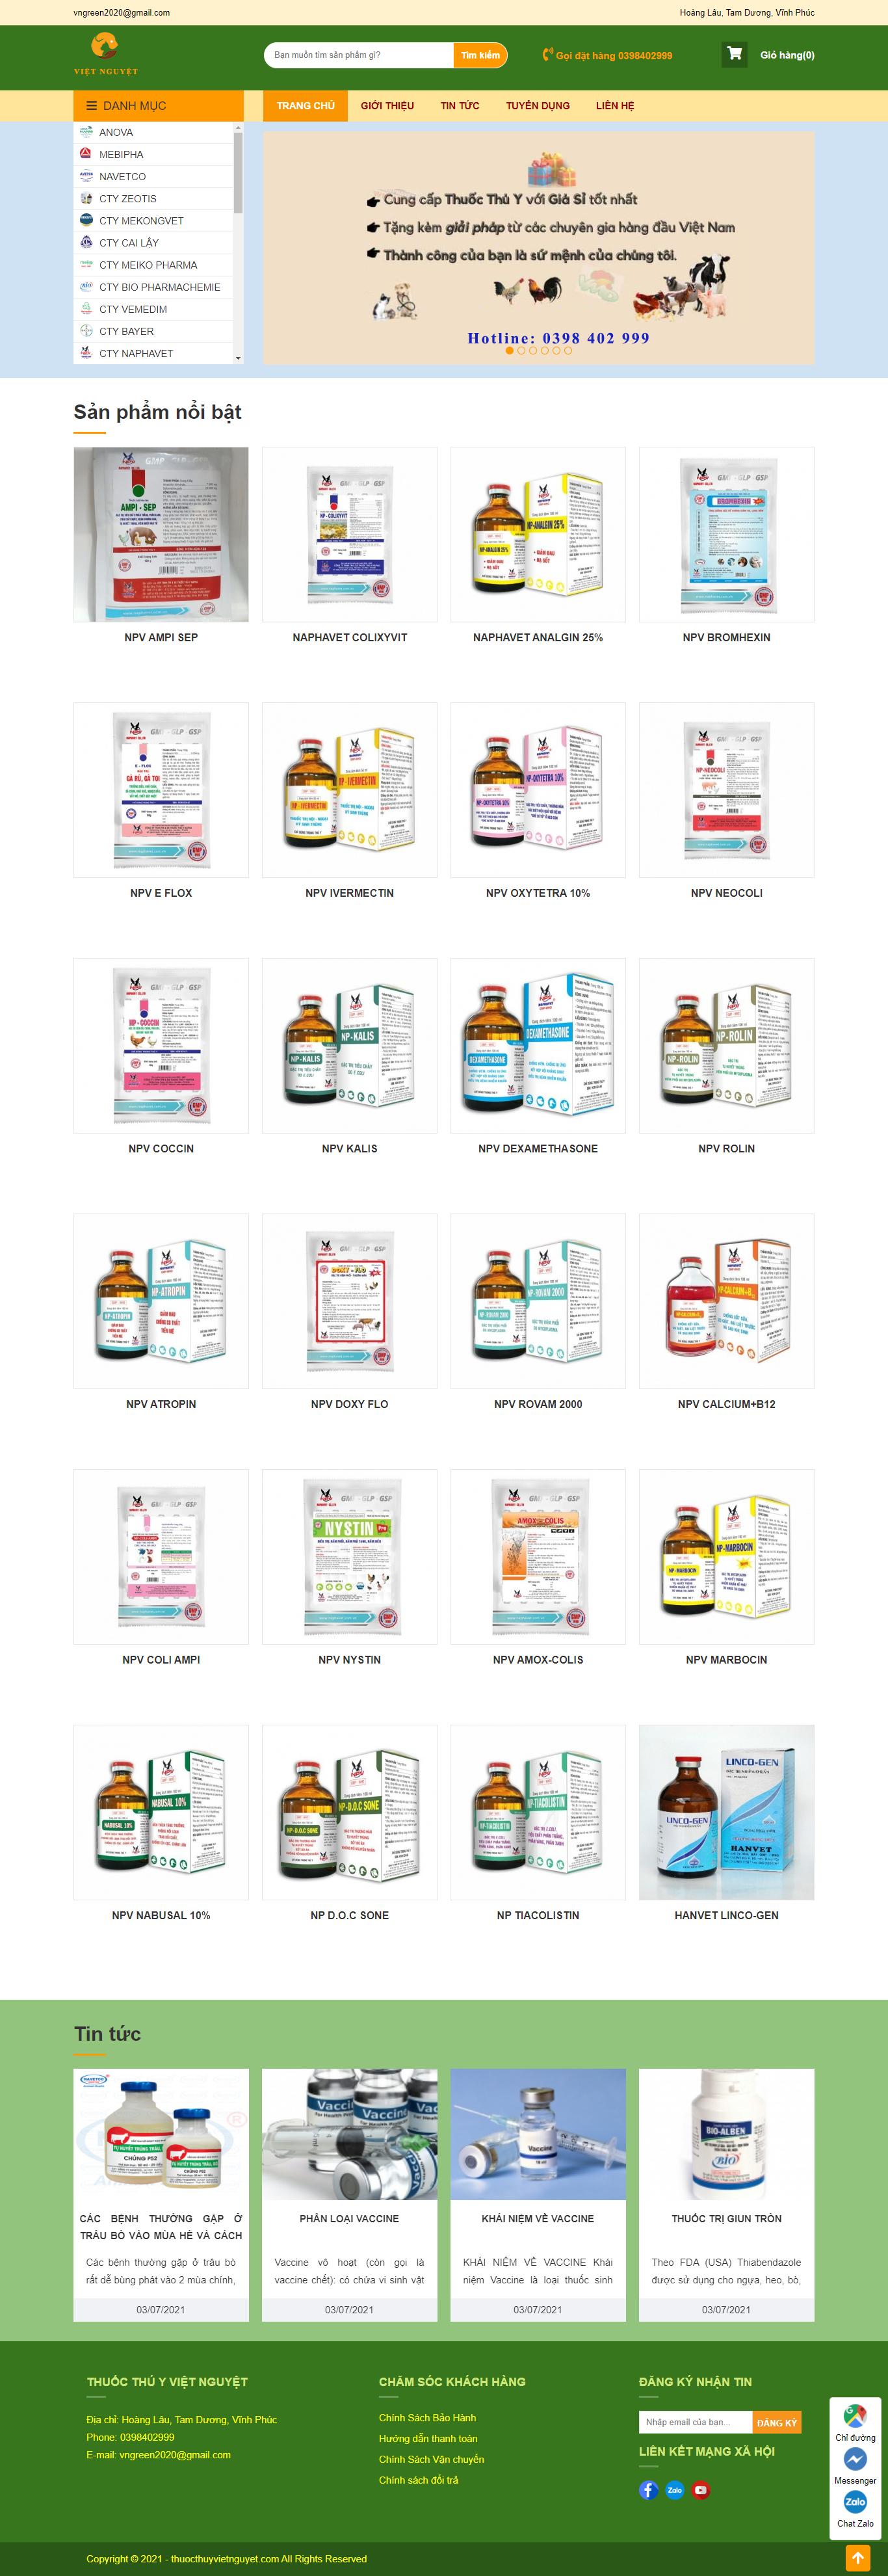 vngreen2020@gmail.com
Hoàng Lâu, Tam Dương, Vĩnh Phúc
VIỆT NGUYỆT
Bạn muốn tìm sản phẩm gì?
Tìm kiếm
Gọi đặt hàng 0398402999
Giỏ hàng(0)
DANH MỤC
TRANG CHỦ
GIỚI THIỆU
TIN TỨC
TUYỂN DỤNG
LIÊN HỆ
ANOVA
MEBIPHA
NAVETCO
CTY ZEOTIS
CTY MEKONGVET
CTY CAI LẬY
CTY MEIKO PHARMA
CTY BIO PHARMACHEMIE
CTY VEMEDIM
CTY BAYER
CTY NAPHAVET
Cung cấp Thuốc Thú Y với Giá Sỉ tốt nhất
Tặng kèm giải pháp từ các chuyên gia hàng đầu Việt Nam
Thành công của bạn là sứ mệnh của chúng tôi.
Hotline: 0398 402 999
Sản phẩm nổi bật
NPV AMPI SEP
NAPHAVET COLIXYVIT
NAPHAVET ANALGIN 25%
NPV BROMHEXIN
NPV E FLOX
NPV IVERMECTIN
NPV OXYTETRA 10%
NPV NEOCOLI
NPV COCCIN
NPV KALIS
NPV DEXAMETHASONE
NPV ROLIN
NPV ATROPIN
NPV DOXY FLO
NPV ROVAM 2000
NPV CALCIUM+B12
NPV COLI AMPI
NPV NYSTIN
NPV AMOX-COLIS
NPV MARBOCIN
NPV NABUSAL 10%
NP D.O.C SONE
NP TIACOLISTIN
HANVET LINCO-GEN
Tin tức
CÁC BỆNH THƯỜNG GẶP Ở
TRÂU BÒ VÀO MÙA HÈ VÀ CÁCH
Các bệnh thường gặp ở trâu bò
rất dễ bùng phát vào 2 mùa chính,
03/07/2021
PHÂN LOẠI VACCINE
Vaccine vô hoạt (còn gọi là
vaccine chết): có chứa vi sinh vật
03/07/2021
KHÁI NIỆM VỀ VACCINE
KHÁI NIỆM VỀ VACCINE Khái
niệm Vaccine là loại thuốc sinh
03/07/2021
THUỐC TRỊ GIUN TRÒN
Theo FDA (USA) Thiabendazole
được sử dụng cho ngựa, heo, bò,
03/07/2021
THUỐC THÚ Y VIỆT NGUYỆT
Địa chỉ: Hoàng Lâu, Tam Dương, Vĩnh Phúc
Phone: 0398402999
E-mail: vngreen2020@gmail.com
CHĂM SÓC KHÁCH HÀNG
Chính Sách Bảo Hành
Hướng dẫn thanh toán
Chính Sách Vận chuyển
Chính sách đổi trả
ĐĂNG KÝ NHẬN TIN
Nhập email của bạn...
ĐĂNG KÝ
LIÊN KẾT MẠNG XÃ HỘI
Chỉ đường
Messenger
Zalo
Chat Zalo
Copyright © 2021 - thuocthuyvietnguyet.com All Rights Reserved